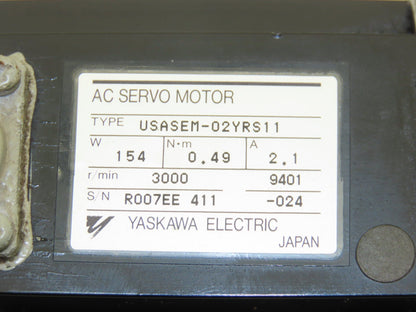 AC SERVO MOTOR
TYPE USASEM-02YRS11
W 154 N·m 0.49 A 2.1
r/min 3000 9401
S/N R007EE 411 -024
YASKAWA ELECTRIC
JAPAN